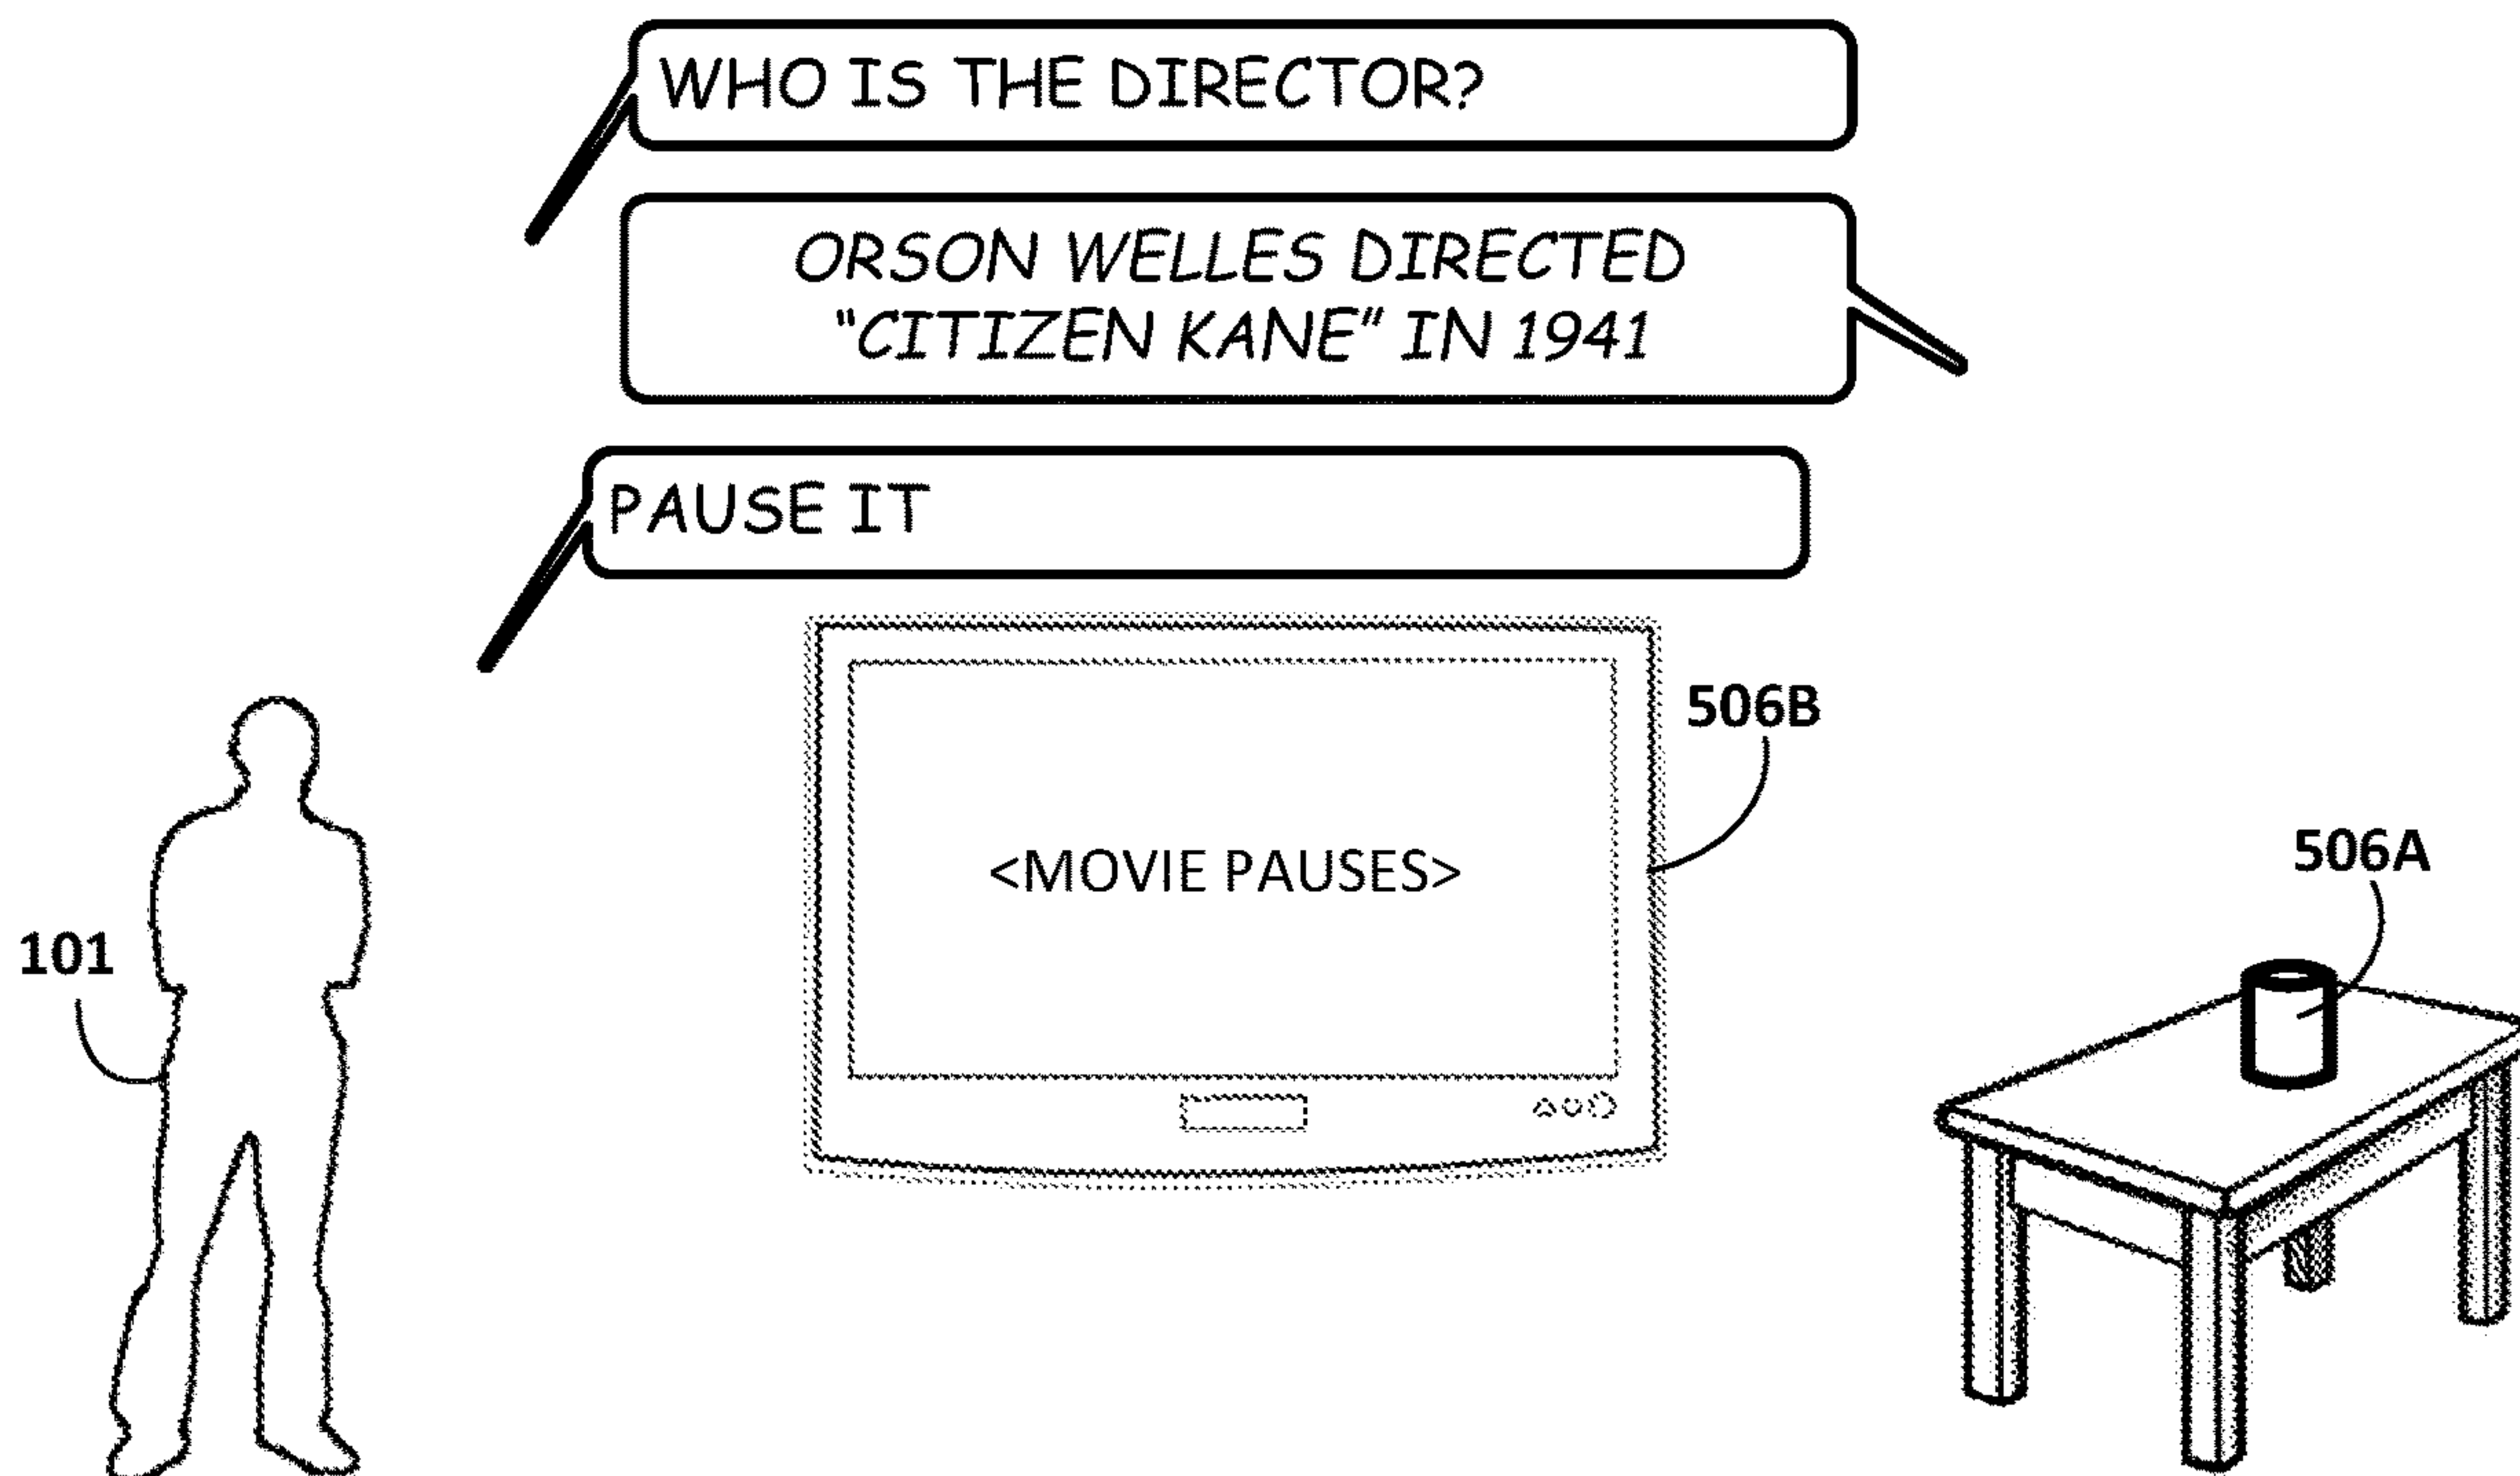 WHO IS THE DIRECTOR?
ORSON WELLES DIRECTED
“CITIZEN KANE” IN 1941
PAUSE IT
506B
<MOVIE PAUSES>
506A
101